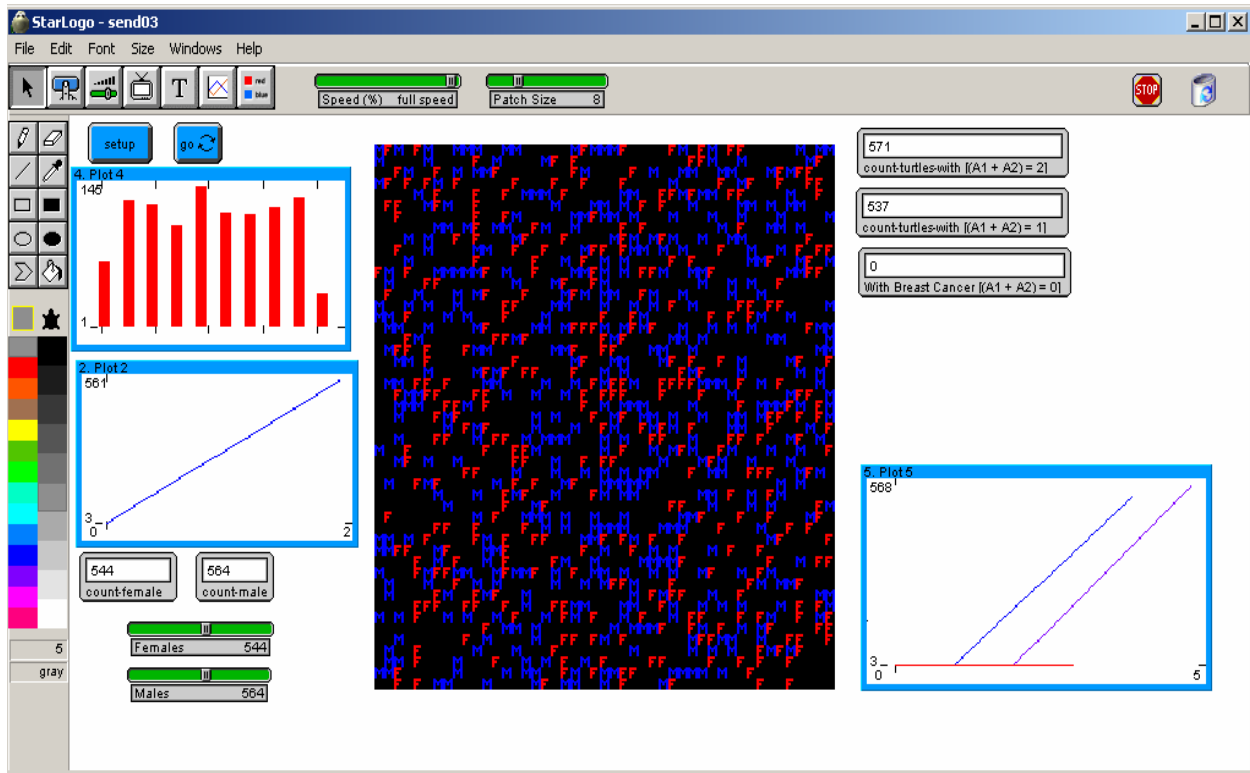 StarLogo - send03
File Edit Font Size Windows Help
T
red
blue
Speed (%) full speed
Patch Size 8
STOP
setup
go
4. Plot 4
145
1
2. Plot 2
561
3
0 2
544
count-female
564
count-male
Females 544
Males 564
5
gray
571
count-turtles-with [(A1 + A2) = 2]
537
count-turtles-with [(A1 + A2) = 1]
0
With Breast Cancer [(A1 + A2) = 0]
5. Plot 5
568
3
0 5